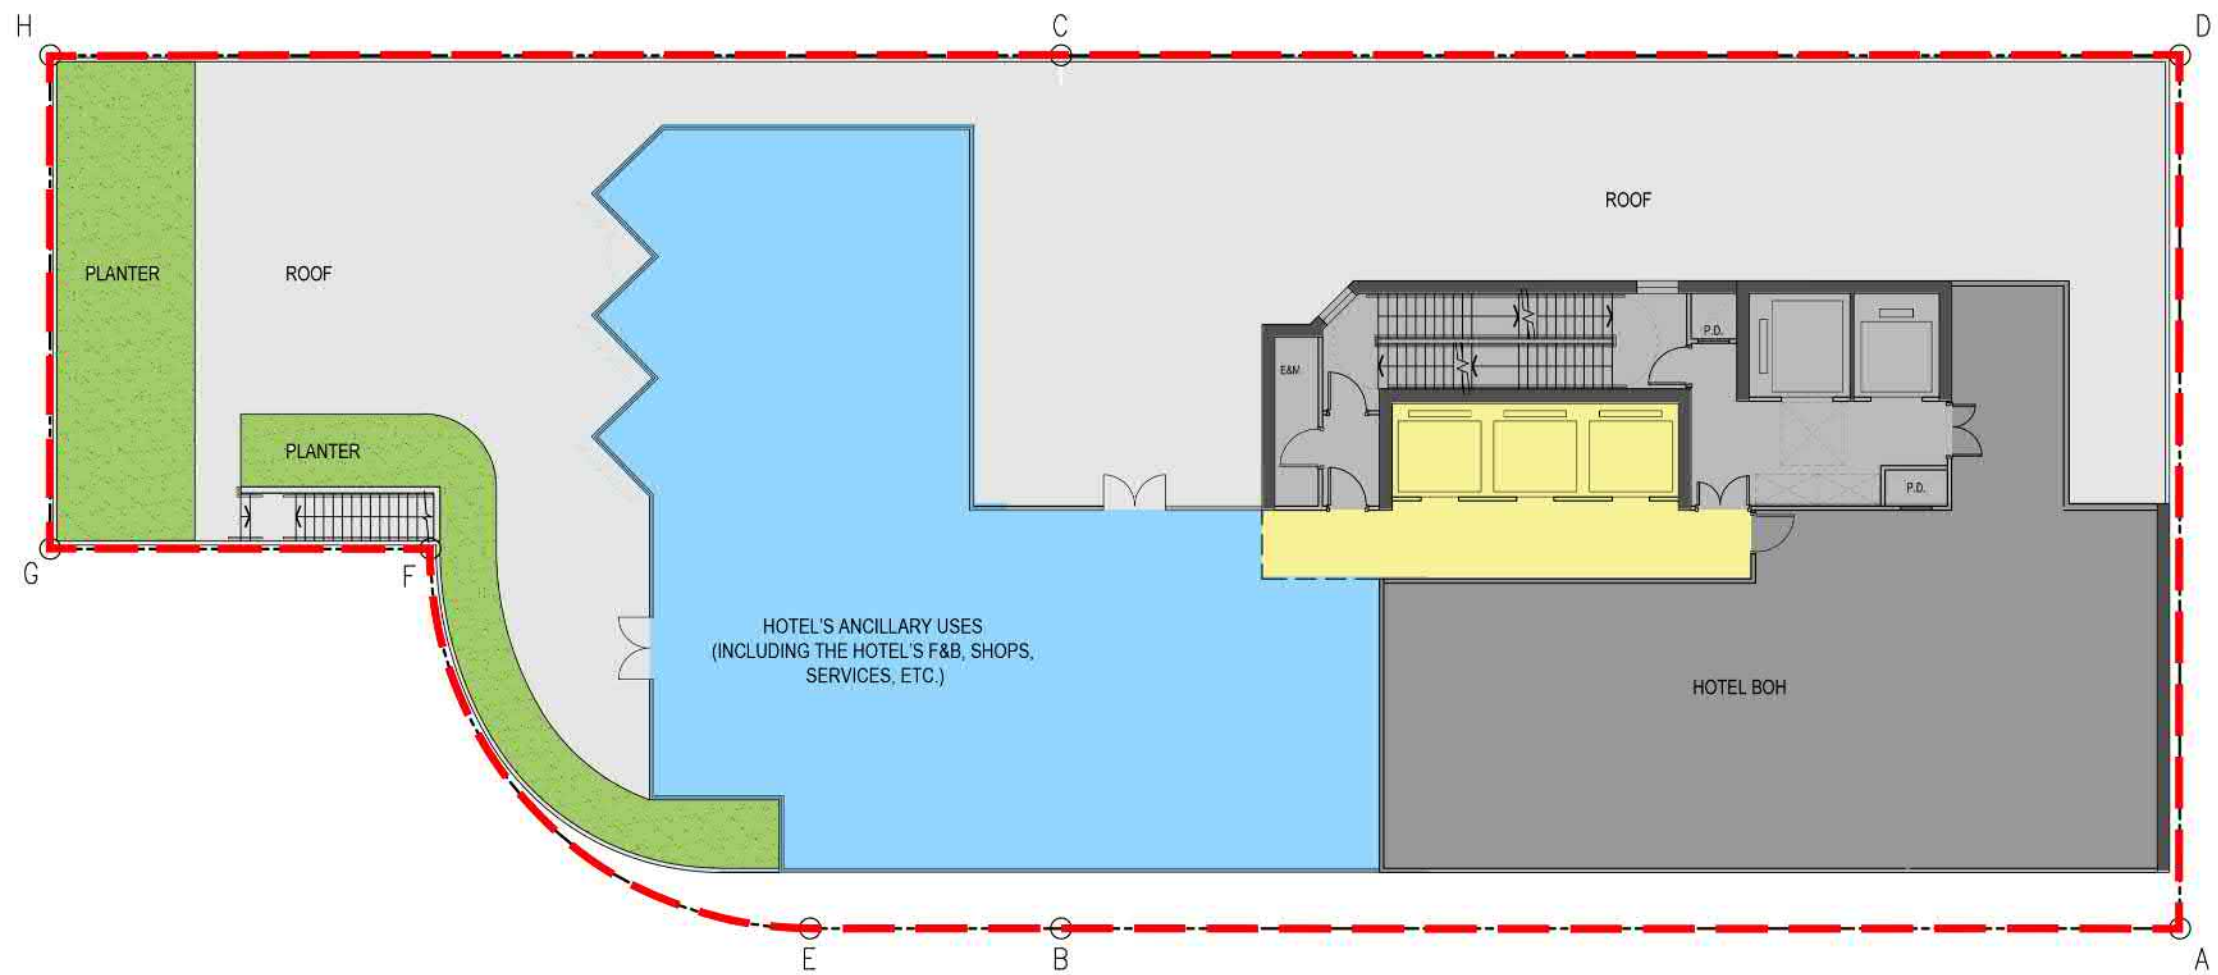 H
C
D
ROOF
PLANTER
ROOF
P.D.
E&M
PLANTER
P.D.
G
F
HOTEL'S ANCILLARY USES
(INCLUDING THE HOTEL'S F&B, SHOPS,
SERVICES, ETC.)
HOTEL BOH
E
B
A